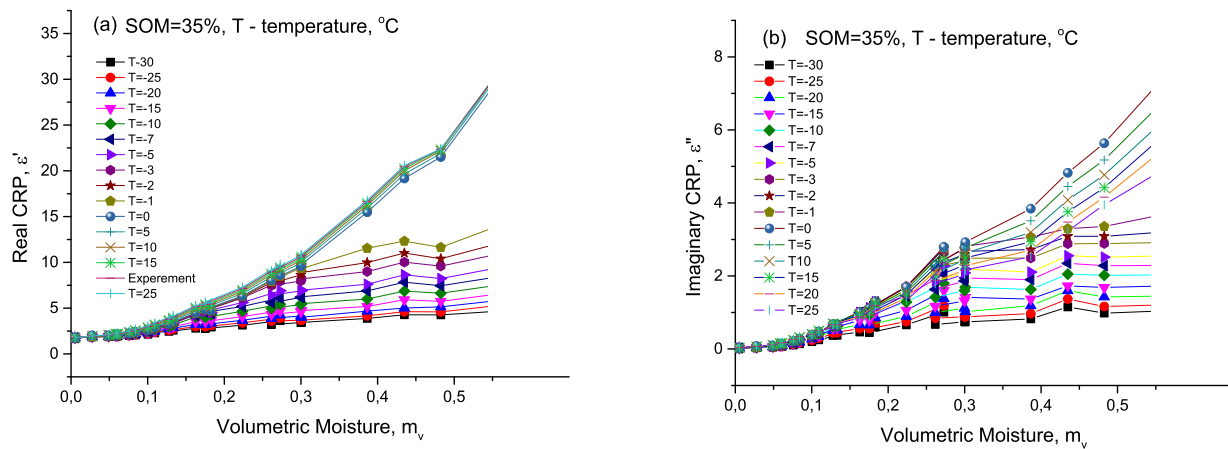 (a) SOM=35%, T - temperature, °C
Real CRP, ε'
35
30
25
20
15
10
5
0
T-30
T=-25
T=-20
T=-15
T=-10
T=-7
T=-5
T=-3
T=-2
T=-1
T=0
T=5
T=10
T=15
Experement
T=25
0,0 0,1 0,2 0,3 0,4 0,5
Volumetric Moisture, mv
(b) SOM=35%, T - temperature, °C
Imaginary CRP, ε"
8
6
4
2
0
T=-30
T=-25
T=-20
T=-15
T=-10
T=-7
T=-5
T=-3
T=-2
T=-1
T=0
T=5
T10
T=15
T=20
T=25
0,0 0,1 0,2 0,3 0,4 0,5
Volumetric Moisture, mv